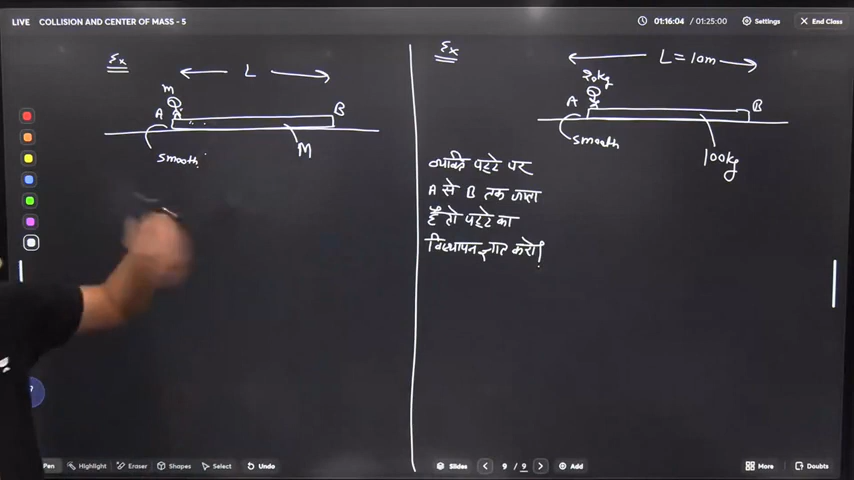 LIVE COLLISION AND CENTER OF MASS - 5
01:16:04 / 01:25:00
Settings
End Class
Ex
L
m
A
B
smooth
M
Ex
L = 10m
20kg
A
B
smooth
100kg
व्यक्ति पट्टे पर
A से B तक जाता
है तो पट्टे का
विस्थापन ज्ञात करो!
Pen
Highlight
Eraser
Shapes
Select
Undo
Slides
9 / 9
Add
More
Doubts